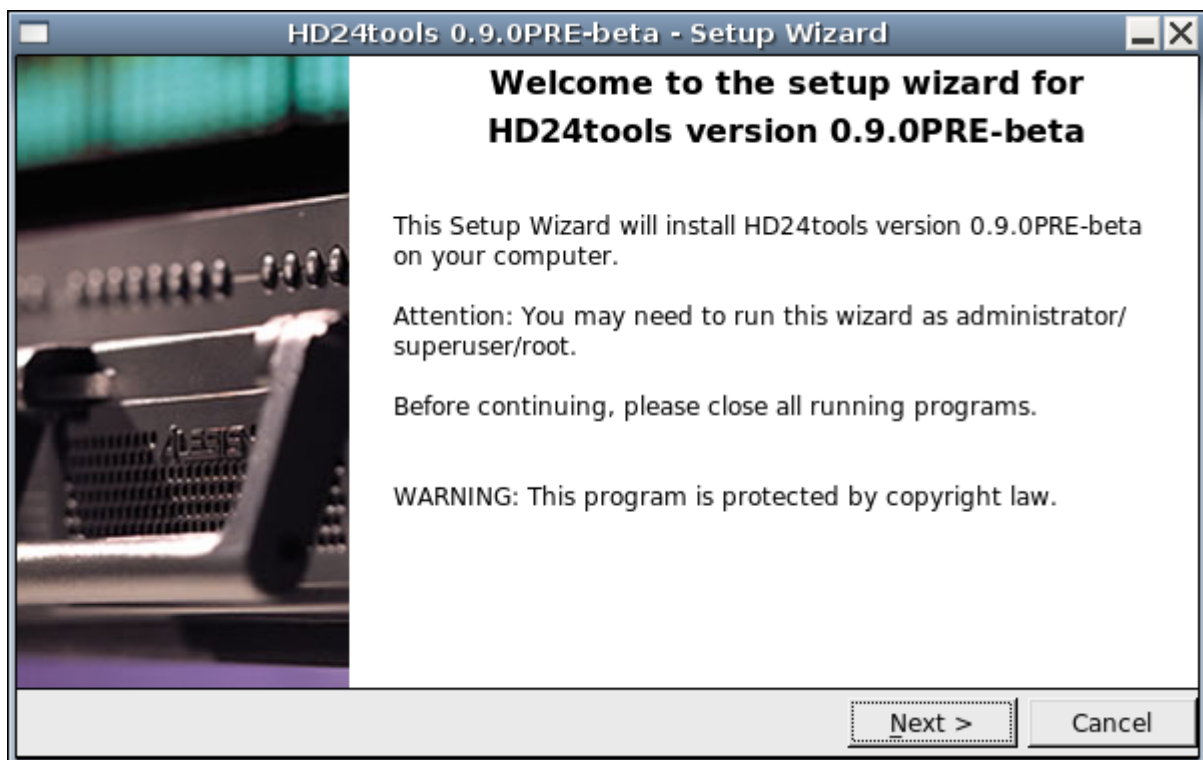 HD24tools 0.9.0PRE-beta - Setup Wizard
Welcome to the setup wizard for
HD24tools version 0.9.0PRE-beta
This Setup Wizard will install HD24tools version 0.9.0PRE-beta
on your computer.
Attention: You may need to run this wizard as administrator/
superuser/root.
Before continuing, please close all running programs.
WARNING: This program is protected by copyright law.
ALESIS
Next >
Cancel